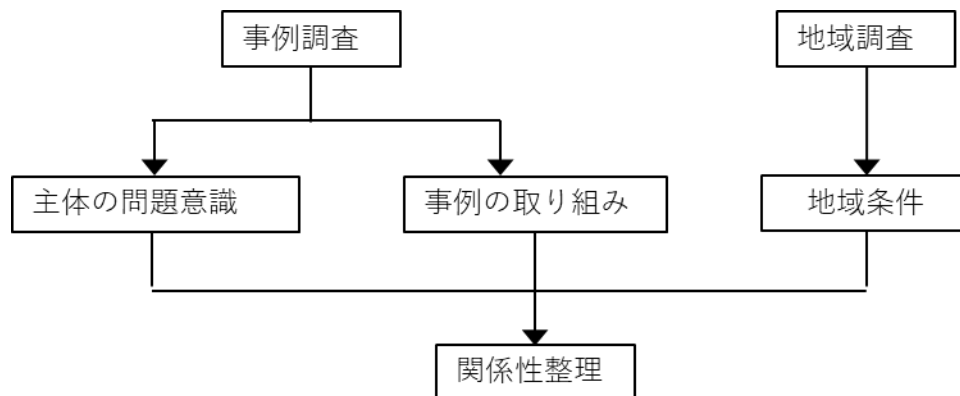 事例調査
地域調査
主体の問題意識
事例の取り組み
地域条件
関係性整理